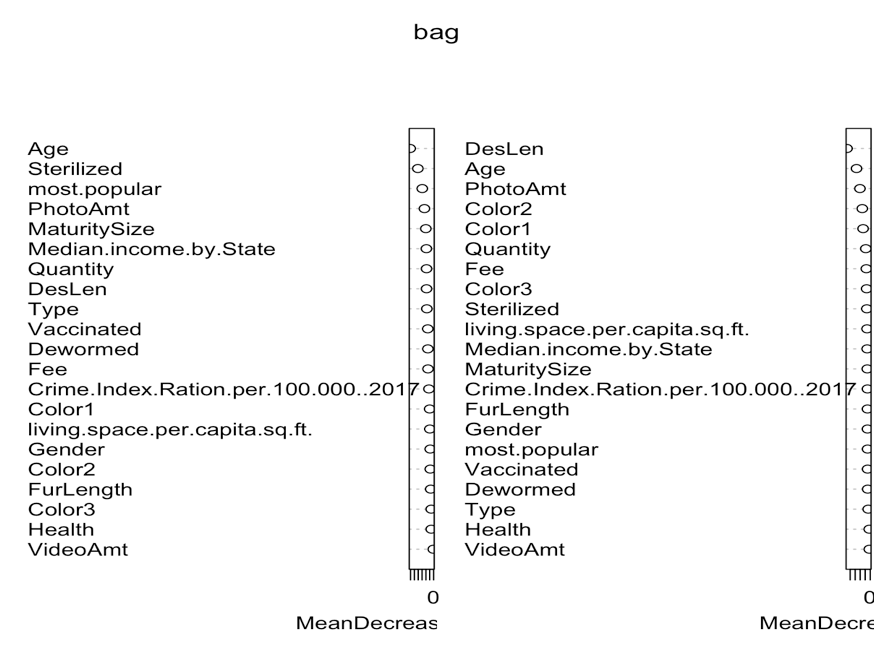 bag
Age
Sterilized
most.popular
PhotoAmt
MaturitySize
Median.income.by.State
Quantity
DesLen
Type
Vaccinated
Dewormed
Fee
Crime.Index.Ration.per.100.000..2017
Color1
living.space.per.capita.sq.ft.
Gender
Color2
FurLength
Color3
Health
VideoAmt
0
MeanDecreas
DesLen
Age
PhotoAmt
Color2
Color1
Quantity
Fee
Color3
Sterilized
living.space.per.capita.sq.ft.
Median.income.by.State
MaturitySize
Crime.Index.Ration.per.100.000..2017
FurLength
Gender
most.popular
Vaccinated
Dewormed
Type
Health
VideoAmt
0
MeanDecre